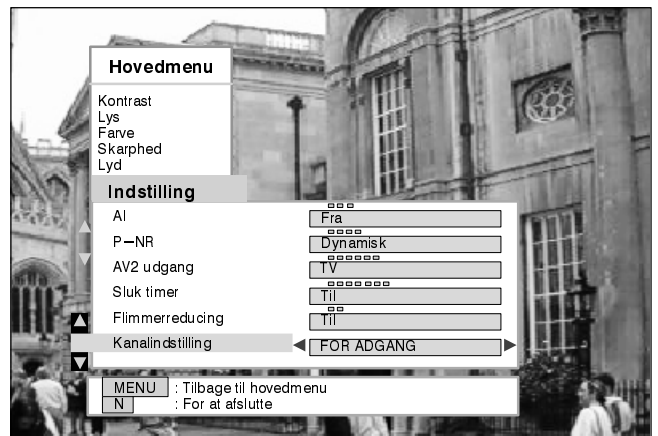 Hovedmenu
Kontrast
Lys
Farve
Skarphed
Lyd
Indstilling
AI Fra
P-NR Dynamisk
AV2 udgang TV
Sluk timer Til
Flimmerreducing Til
Kanalindstilling FOR ADGANG
MENU : Tilbage til hovedmenu
N : For at afslutte